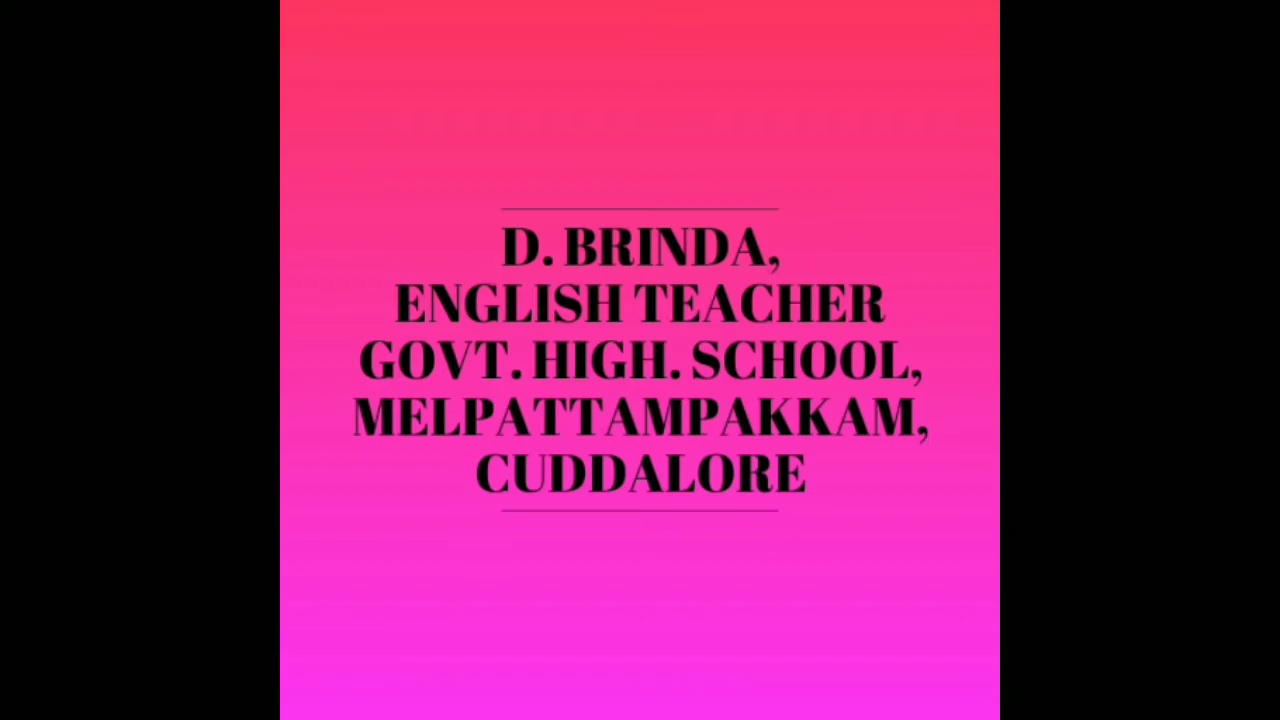 D. BRINDA,
ENGLISH TEACHER
GOVT. HIGH. SCHOOL,
MELPATTAMPAKKAM,
CUDDALORE